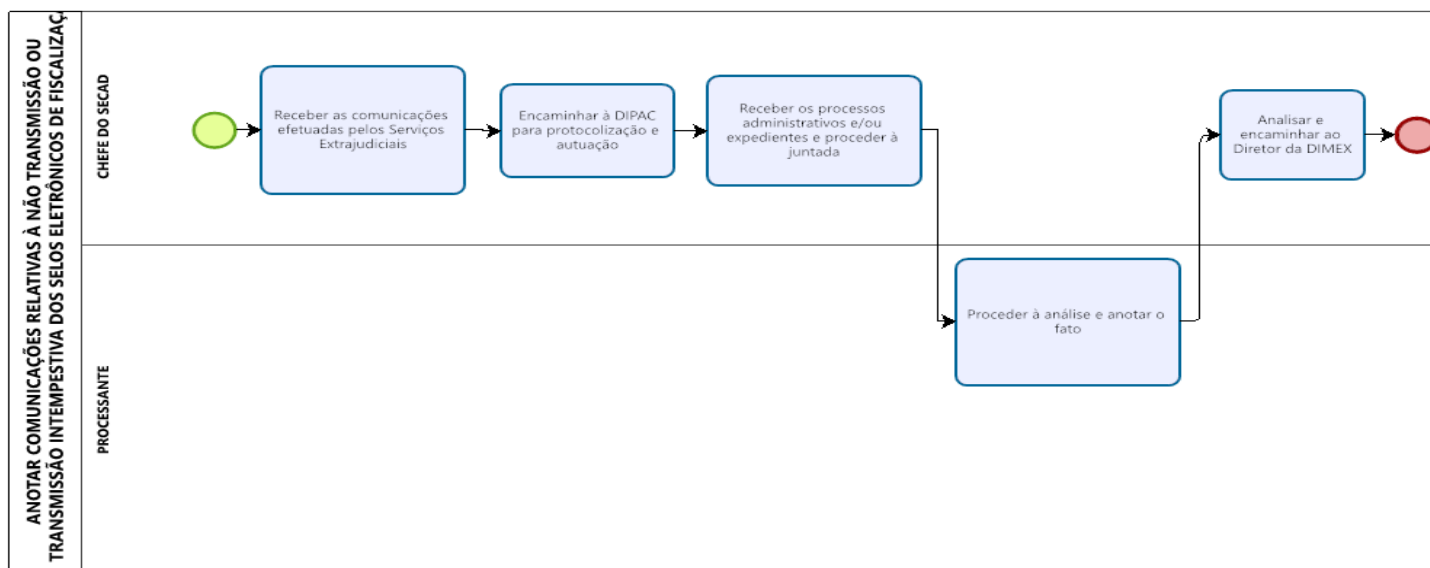 ANOTAR COMUNICAÇÕES RELATIVAS À NÃO TRANSMISSÃO OU
TRANSMISSÃO INTEMPESTIVA DOS SELOS ELETRÔNICOS DE FISCALIZAÇ
CHEFE DO SECAD
Receber as comunicações
efetuadas pelos Serviços
Extrajudiciais
Encaminhar à DIPAC
para protocolização e
autuação
Receber os processos
administrativos e/ou
expedientes e proceder à
juntada
Analisar e
encaminhar ao
Diretor da DIMEX
PROCESSANTE
Proceder à análise e anotar o
fato